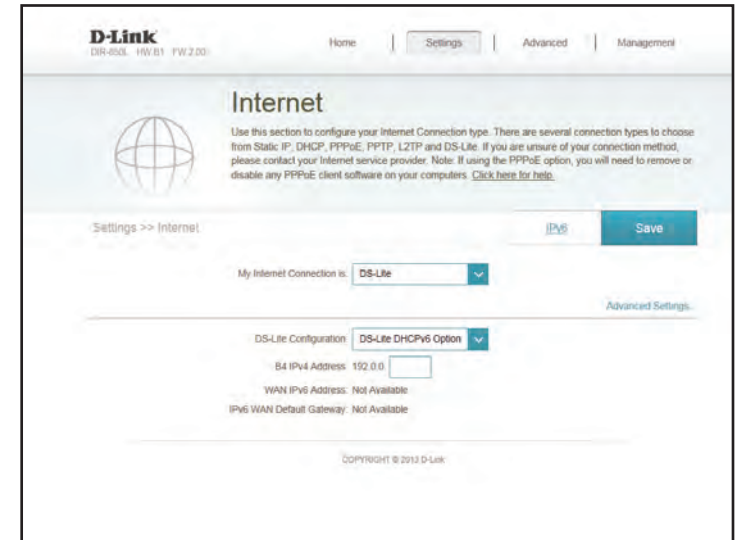 D-Link
DIR-850L HW:B1 FW:2.00
Home | Settings | Advanced | Management
Internet
Use this section to configure your Internet Connection type. There are several connection types to choose
from Static IP, DHCP, PPPoE, PPTP, L2TP and DS-Lite. If you are unsure of your connection method,
please contact your Internet service provider. Note: If using the PPPoE option, you will need to remove or
disable any PPPoE client software on your computers. Click here for help.
Settings >> Internet
IPv6
Save
My Internet Connection is: DS-Lite
Advanced Settings...
DS-Lite Configuration: DS-Lite DHCPv6 Option
B4 IPv4 Address: 192.0.0.
WAN IPv6 Address: Not Available
IPv6 WAN Default Gateway: Not Available
COPYRIGHT © 2013 D-Link